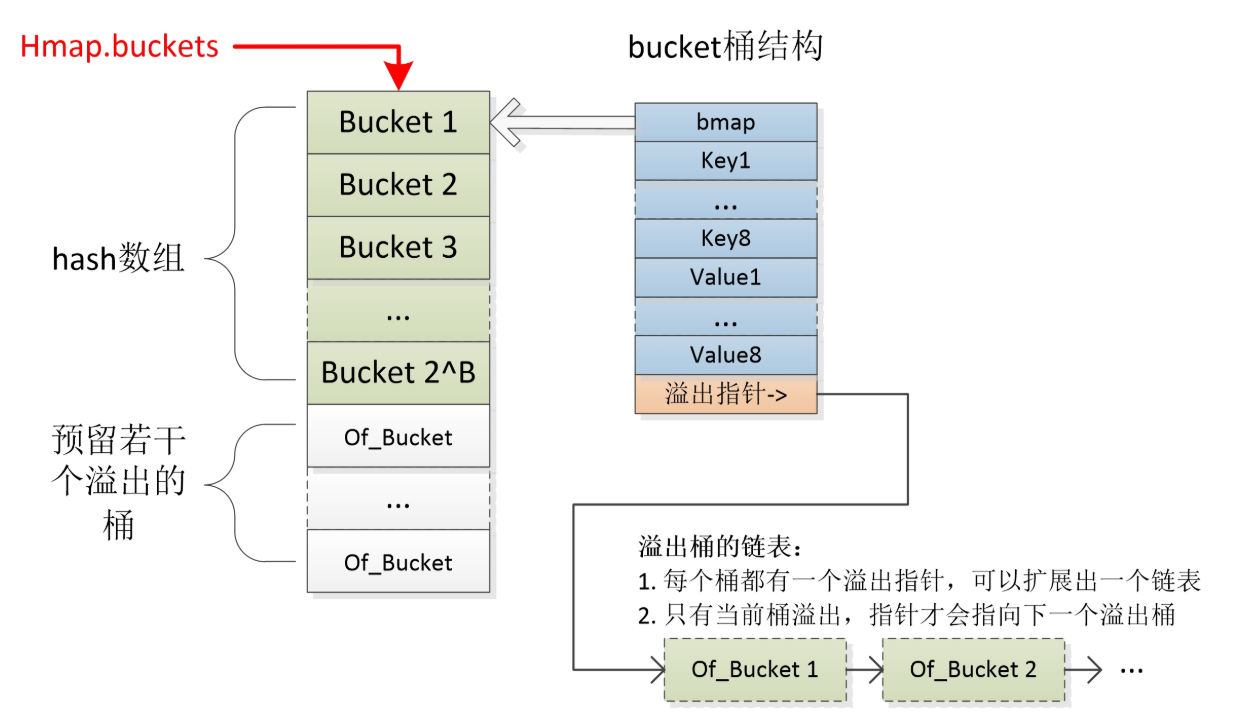 Hmap.buckets
bucket桶结构
Bucket 1
Bucket 2
Bucket 3
...
Bucket 2^B
Of_Bucket
...
Of_Bucket
hash数组
预留若干
个溢出的
桶
bmap
Key1
...
Key8
Value1
...
Value8
溢出指针->
溢出桶的链表：
1. 每个桶都有一个溢出指针，可以扩展出一个链表
2. 只有当前桶溢出，指针才会指向下一个溢出桶
Of_Bucket 1
Of_Bucket 2
...